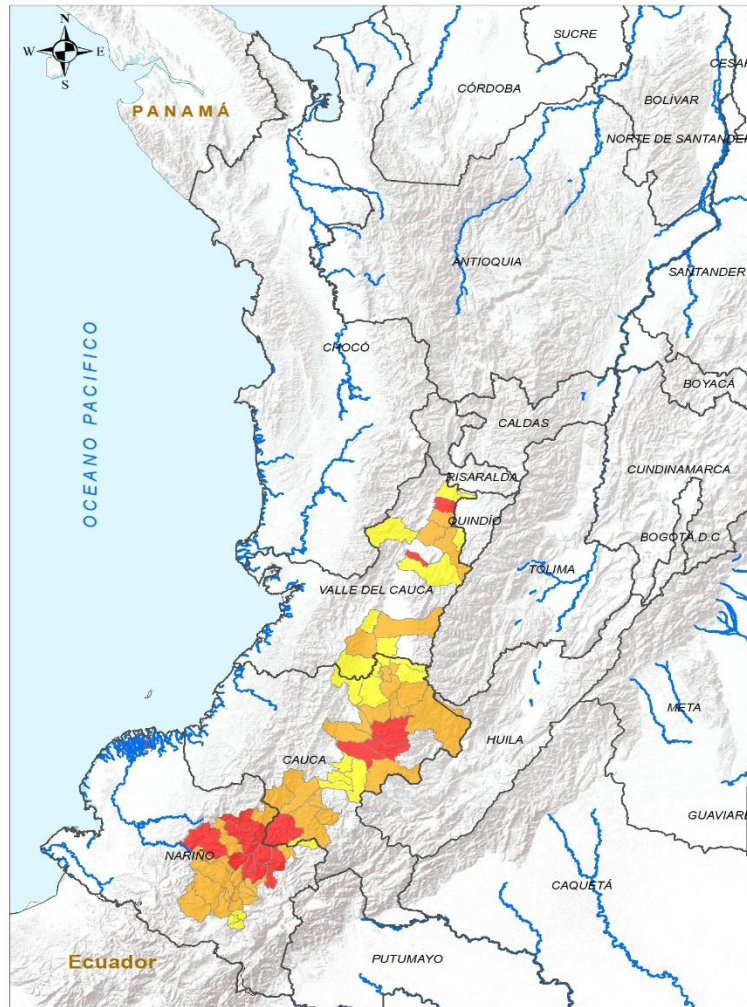 N
W E
S
SUCRE
CESAR
CÓRDOBA
BOLÍVAR
PANAMÁ
NORTE DE SANTANDER
ANTIOQUIA
SANTANDER
OCEANO PACIFICO
CHOCÓ
BOYACÁ
CALDAS
CUNDINAMARCA
RISARALDA
QUINDÍO
BOGOTÁ,D.C
TOLIMA
VALLE DEL CAUCA
META
HUILA
CAUCA
GUAVIARE
NARIÑO
CAQUETÁ
Ecuador
PUTUMAYO